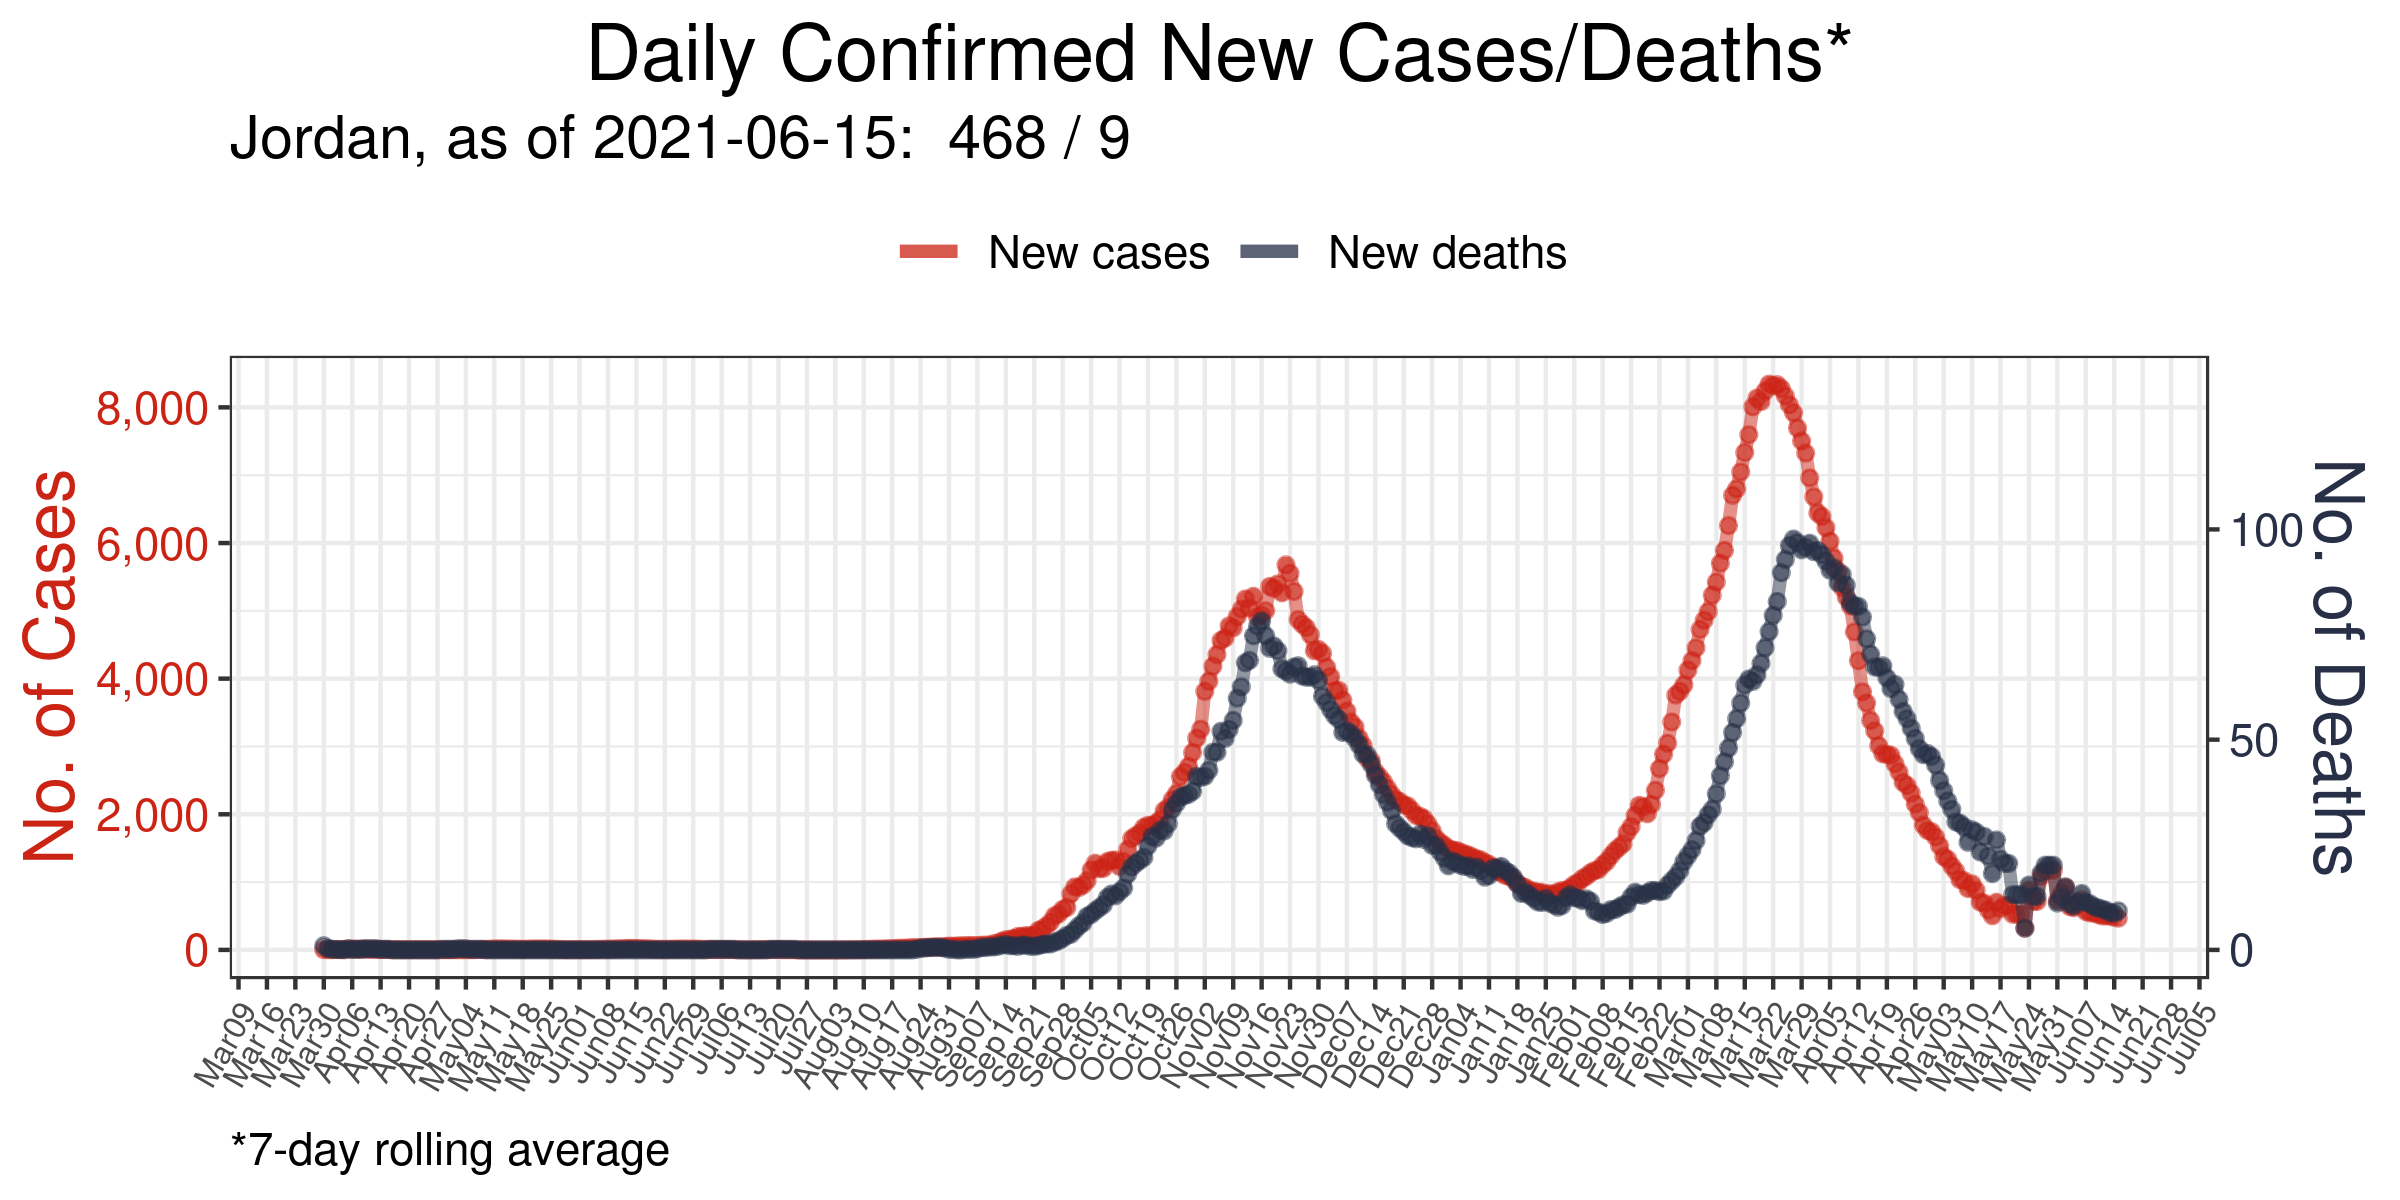 Daily Confirmed New Cases/Deaths*
Jordan, as of 2021-06-15:  468 / 9
New cases
New deaths
No. of Cases
8,000
6,000
4,000
2,000
0
100
50
0
No. of Deaths
Mar09
Mar16
Mar23
Mar30
Apr06
Apr13
Apr20
Apr27
May04
May11
May18
May25
Jun01
Jun08
Jun15
Jun22
Jun29
Jul06
Jul13
Jul20
Jul27
Aug03
Aug10
Aug17
Aug24
Aug31
Sep07
Sep14
Sep21
Sep28
Oct05
Oct12
Oct19
Oct26
Nov02
Nov09
Nov16
Nov23
Nov30
Dec07
Dec14
Dec21
Dec28
Jan04
Jan11
Jan18
Jan25
Feb01
Feb08
Feb15
Feb22
Mar01
Mar08
Mar15
Mar22
Mar29
Apr05
Apr12
Apr19
Apr26
May03
May10
May17
May24
May31
Jun07
Jun14
Jun21
Jun28
Jul05
*7-day rolling average